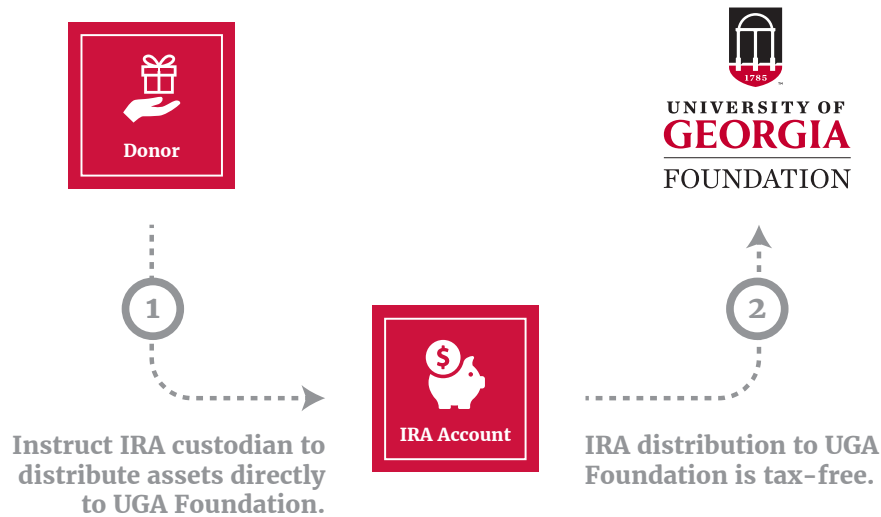 Donor
1785
™
UNIVERSITY OF
GEORGIA
FOUNDATION
1
2
$
IRA Account
Instruct IRA custodian to
distribute assets directly
to UGA Foundation.
IRA distribution to UGA
Foundation is tax-free.